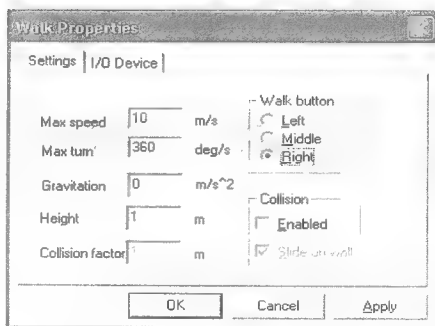 Walk Properties
Settings I/O Device
Max speed 10 m/s
Max turn 360 deg/s
Gravitation 0 m/s^2
Height 1 m
Collision factor 1 m
Walk button
Left
Middle
Right
Collision
Enabled
Slide on wall
OK Cancel Apply